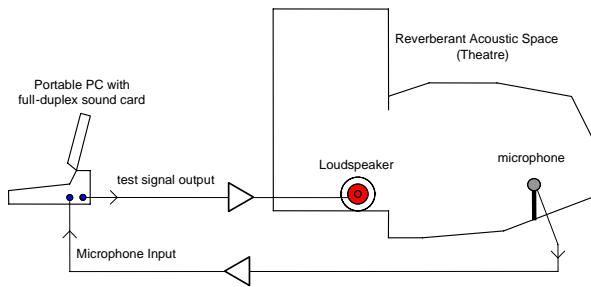 Reverberant Acoustic Space
(Theatre)
Portable PC with
full-duplex sound card
Loudspeaker
microphone
test signal output
Microphone Input